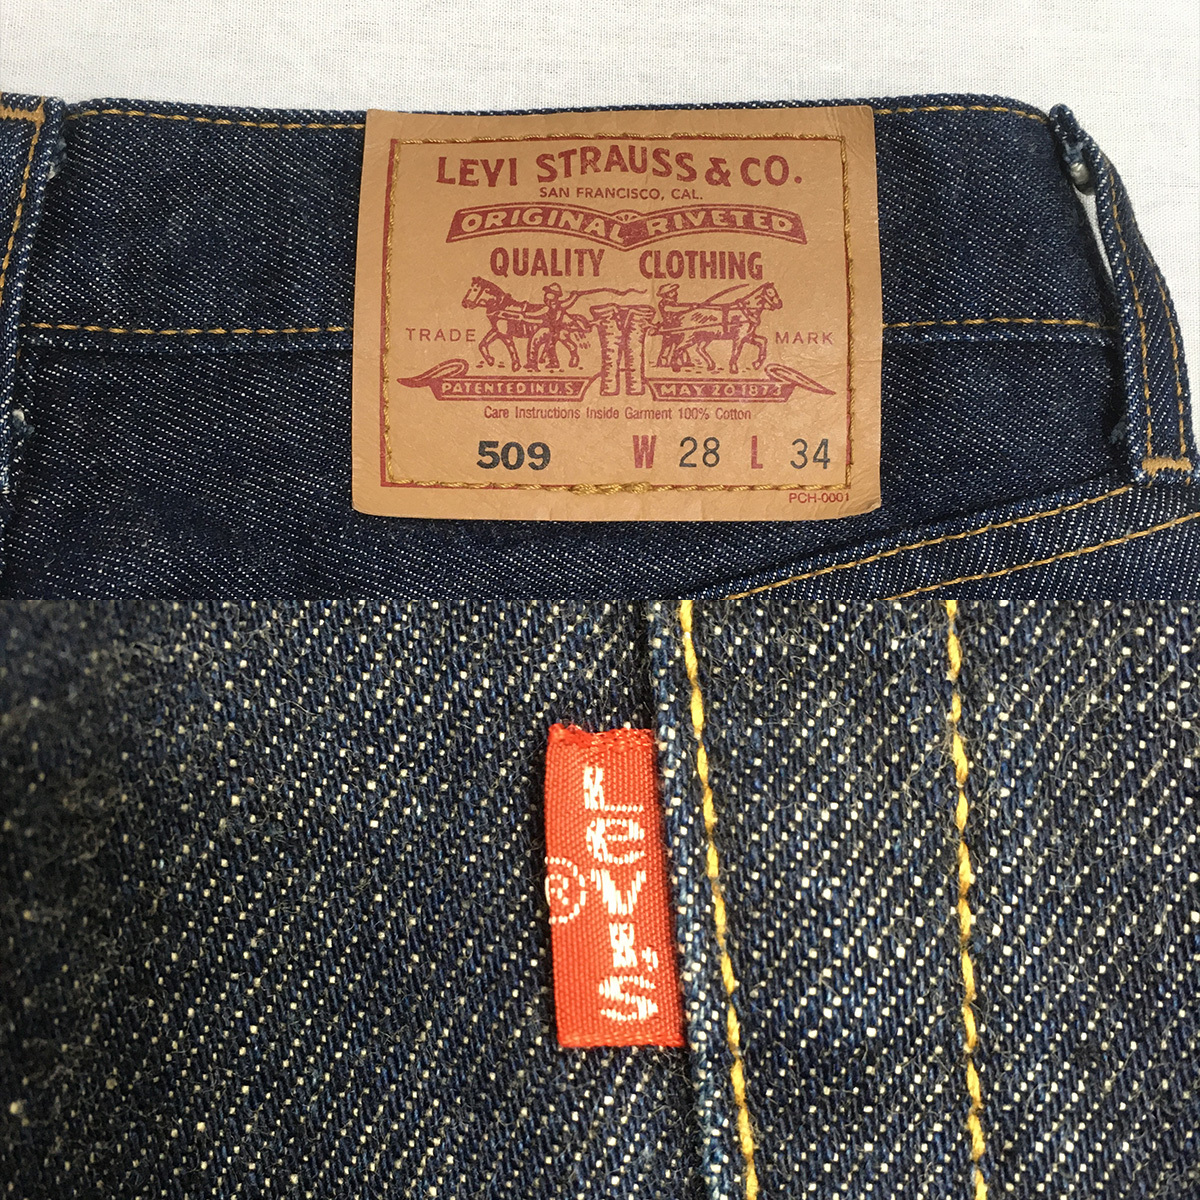 LEVI STRAUSS & CO.
SAN FRANCISCO, CAL.
ORIGINAL RIVETED
QUALITY CLOTHING
TRADE MARK
PATENTED IN U.S MAY 20 1873
Care Instructions Inside Garment 100% Cotton
509 W 28 L 34
PCH-0001
LeVI'S
®